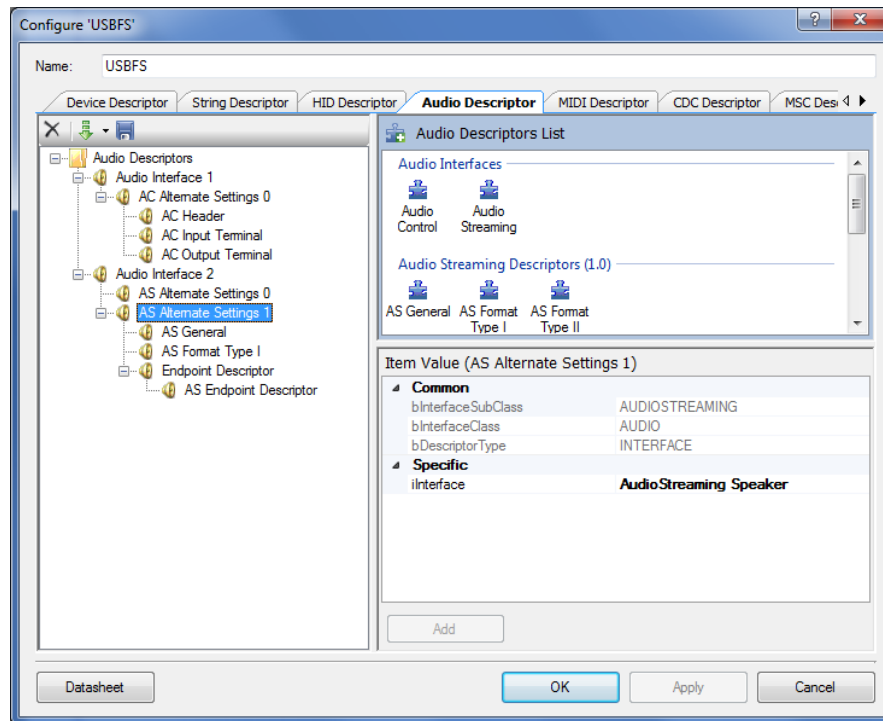 Configure 'USBFS'
Name: USBFS
Device Descriptor String Descriptor HID Descriptor Audio Descriptor MIDI Descriptor CDC Descriptor MSC Des
Audio Descriptors
Audio Interface 1
AC Alternate Settings 0
AC Header
AC Input Terminal
AC Output Terminal
Audio Interface 2
AS Alternate Settings 0
AS Alternate Settings 1
AS General
AS Format Type I
Endpoint Descriptor
AS Endpoint Descriptor
Audio Descriptors List
Audio Interfaces
Audio Control Audio Streaming
Audio Streaming Descriptors (1.0)
AS General AS Format Type I AS Format Type II
Item Value (AS Alternate Settings 1)
Common
bInterfaceSubClass AUDIOSTREAMING
bInterfaceClass AUDIO
bDescriptorType INTERFACE
Specific
iInterface AudioStreaming Speaker
Add
Datasheet OK Apply Cancel